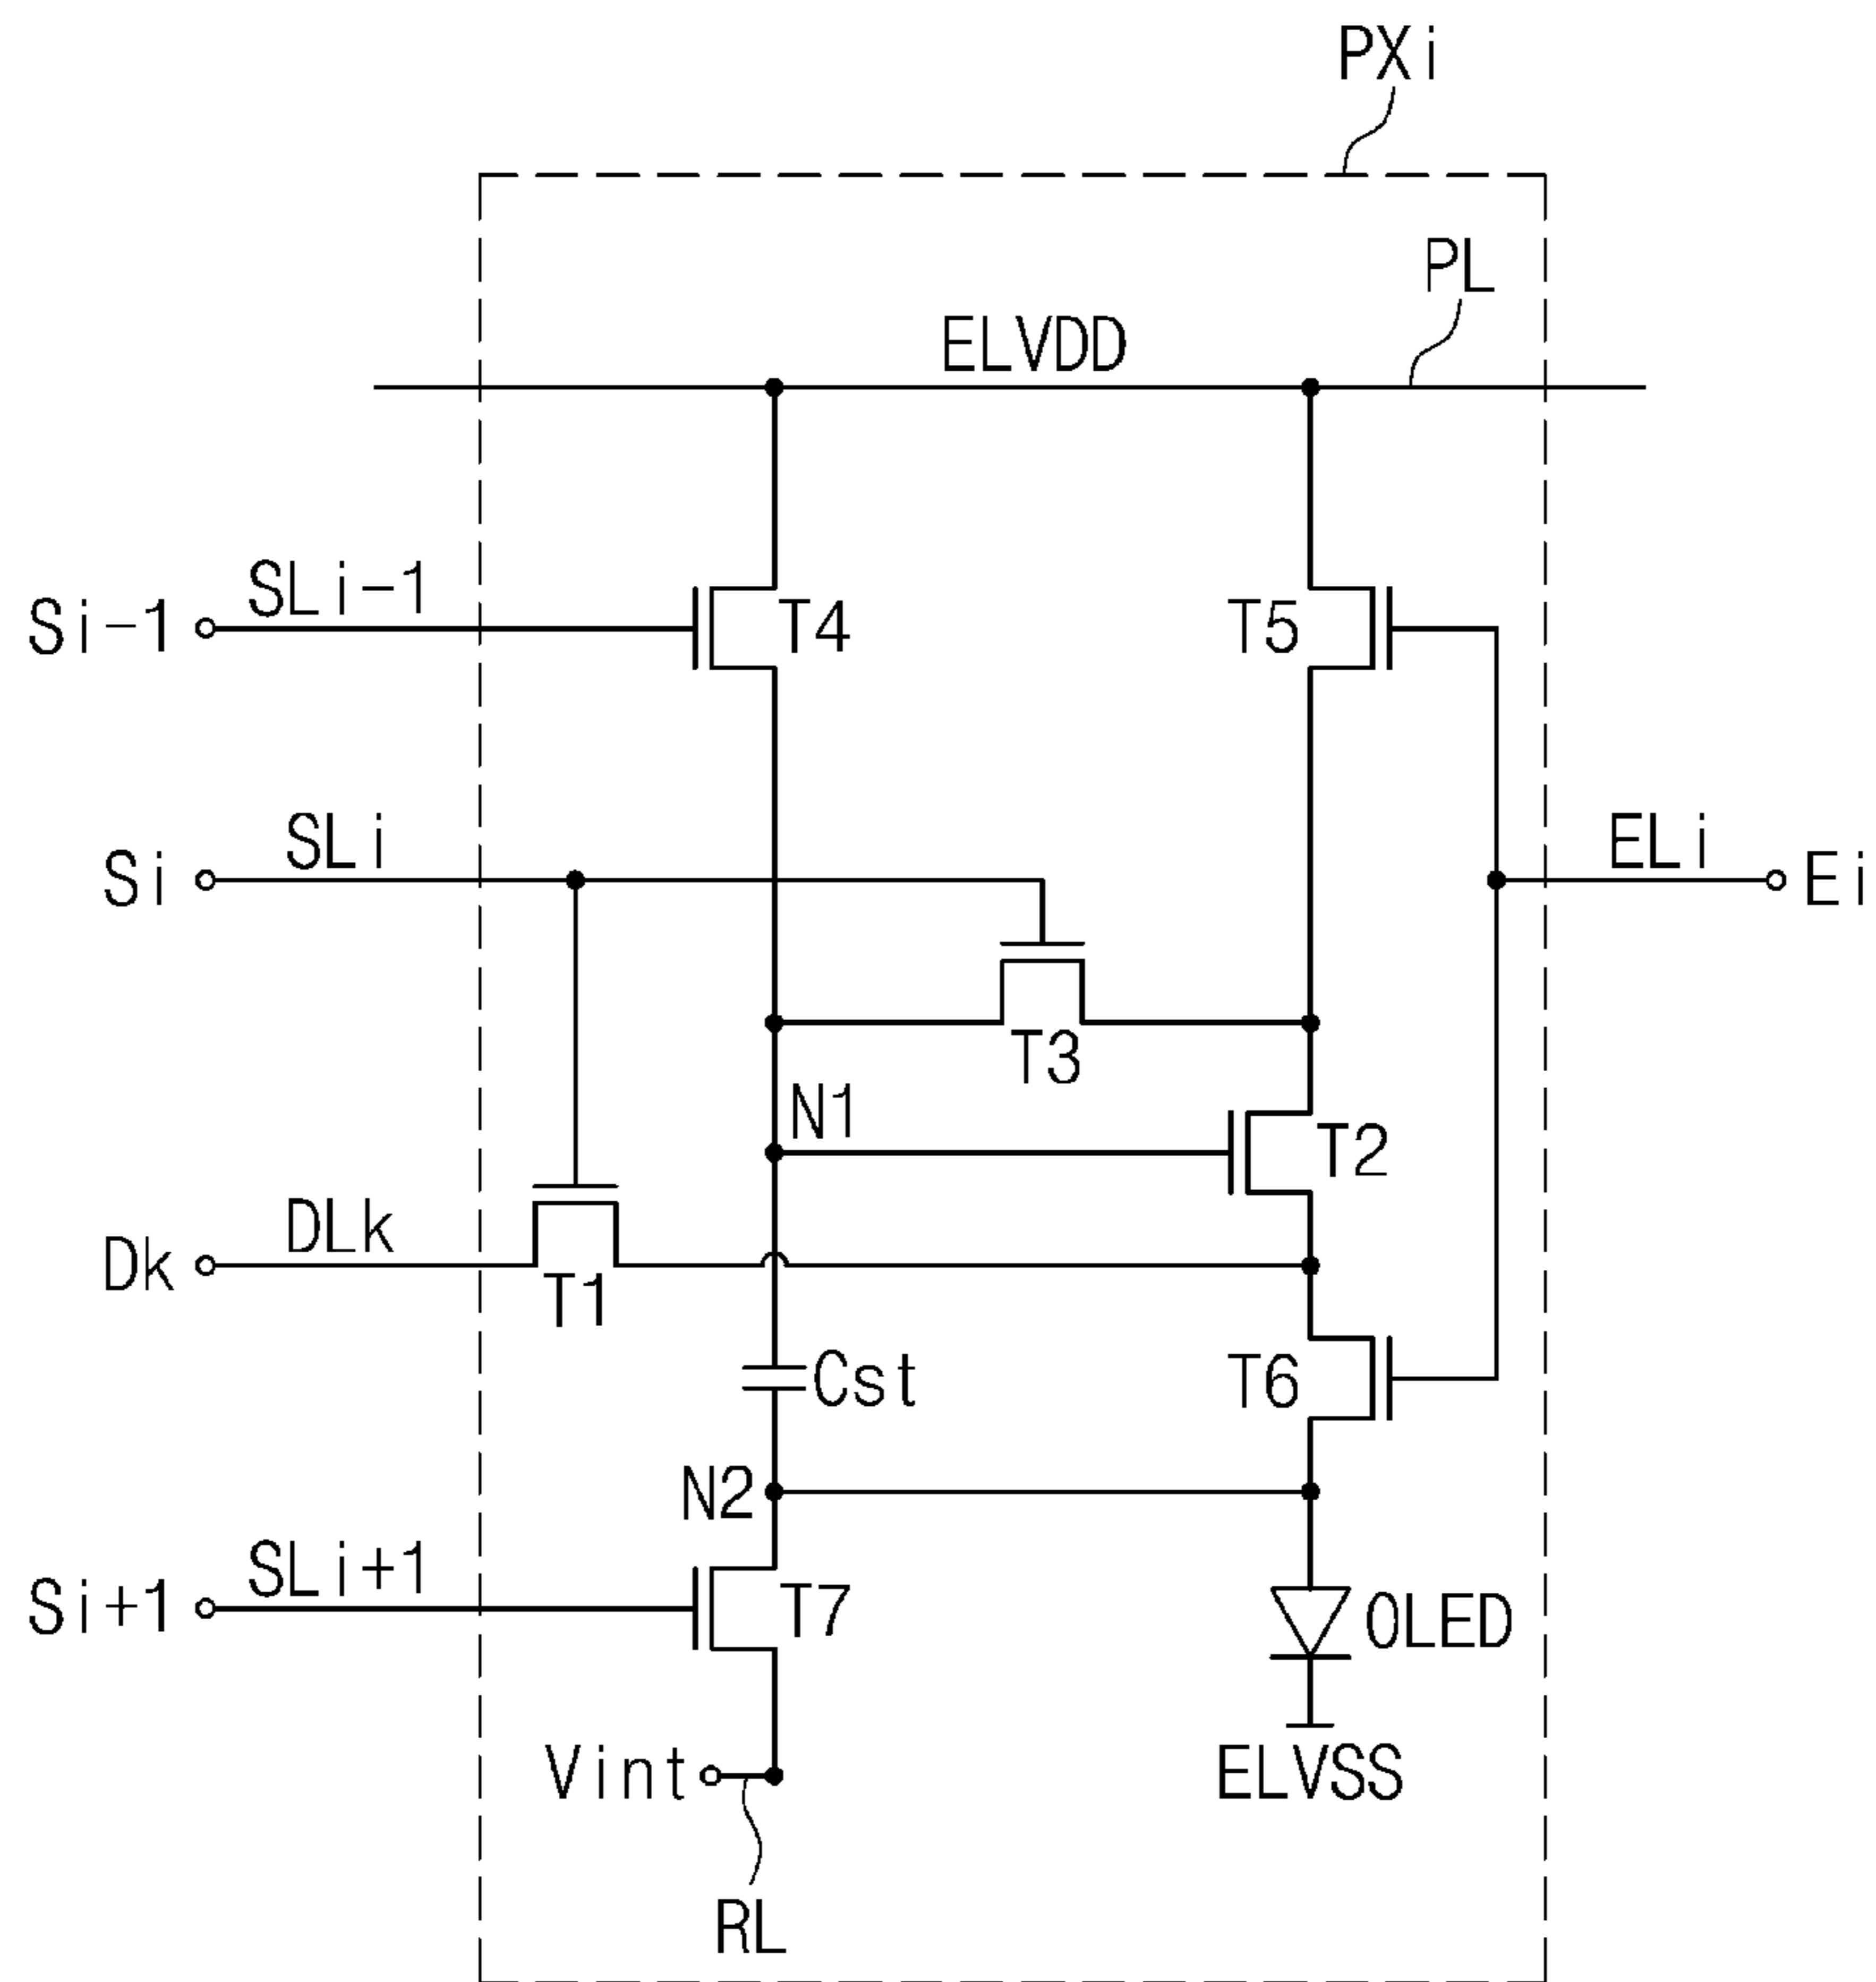 PXi
PL
ELVDD
SLi-1
Si-1
T4
T5
SLi
Si
ELi
Ei
T3
N1
T2
DLk
Dk
T1
Cst
T6
N2
SLi+1
Si+1
T7
OLED
Vint
ELVSS
RL